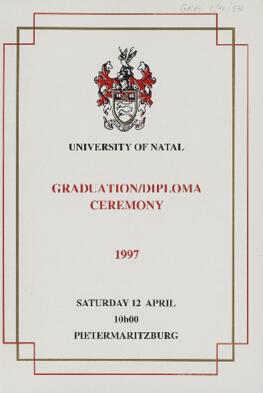 UNIVERSITY OF NATAL
GRADUATION/DIPLOMA
CEREMONY
1997
SATURDAY 12 APRIL
10h00
PIETERMARITZBURG